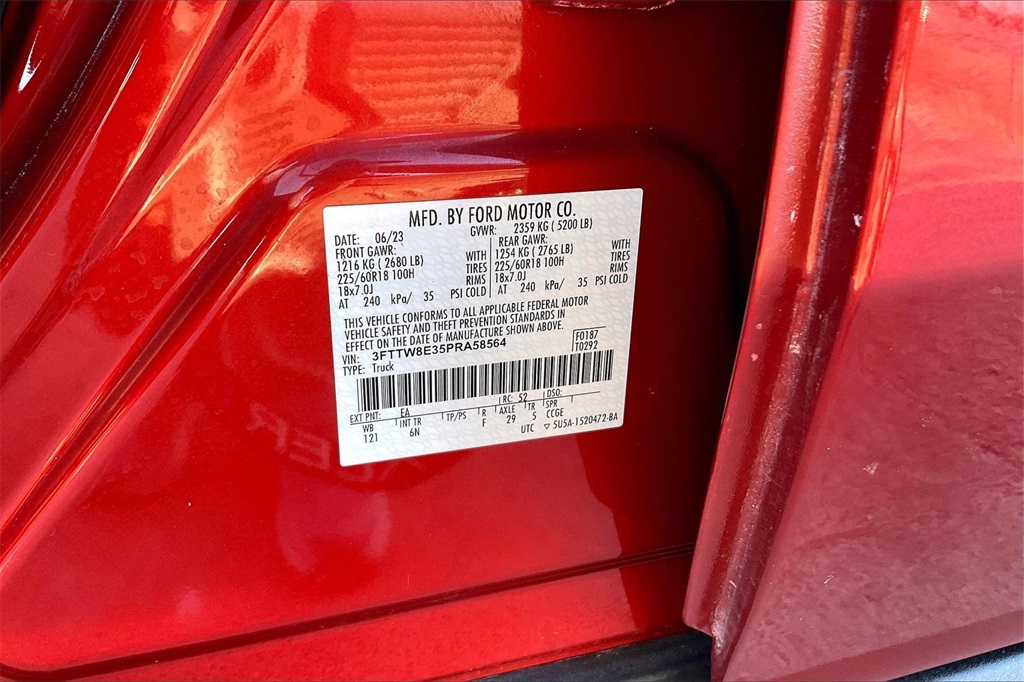 MFD. BY FORD MOTOR CO.
DATE: 06/23 GVWR: 2359 KG ( 5200 LB)
FRONT GAWR: REAR GAWR:
1216 KG ( 2680 LB) WITH 1254 KG ( 2765 LB) WITH
225/60R18 100H TIRES 225/60R18 100H TIRES
18x7.0J RIMS 18x7.0J RIMS
AT 240 kPa/ 35 PSI COLD AT 240 kPa/ 35 PSI COLD
THIS VEHICLE CONFORMS TO ALL APPLICABLE FEDERAL MOTOR
VEHICLE SAFETY AND THEFT PREVENTION STANDARDS IN
EFFECT ON THE DATE OF MANUFACTURE SHOWN ABOVE.
VIN: 3FTTW8E35PRA58564 F0187
TYPE: Truck T0292
EXT PNT: EA RC: 52 DSO:
WB INT TR TP/PS R AXLE TR SPR
121 6N F 29 5 CCGE
UTC ▽ 5U5A-1520472-BA